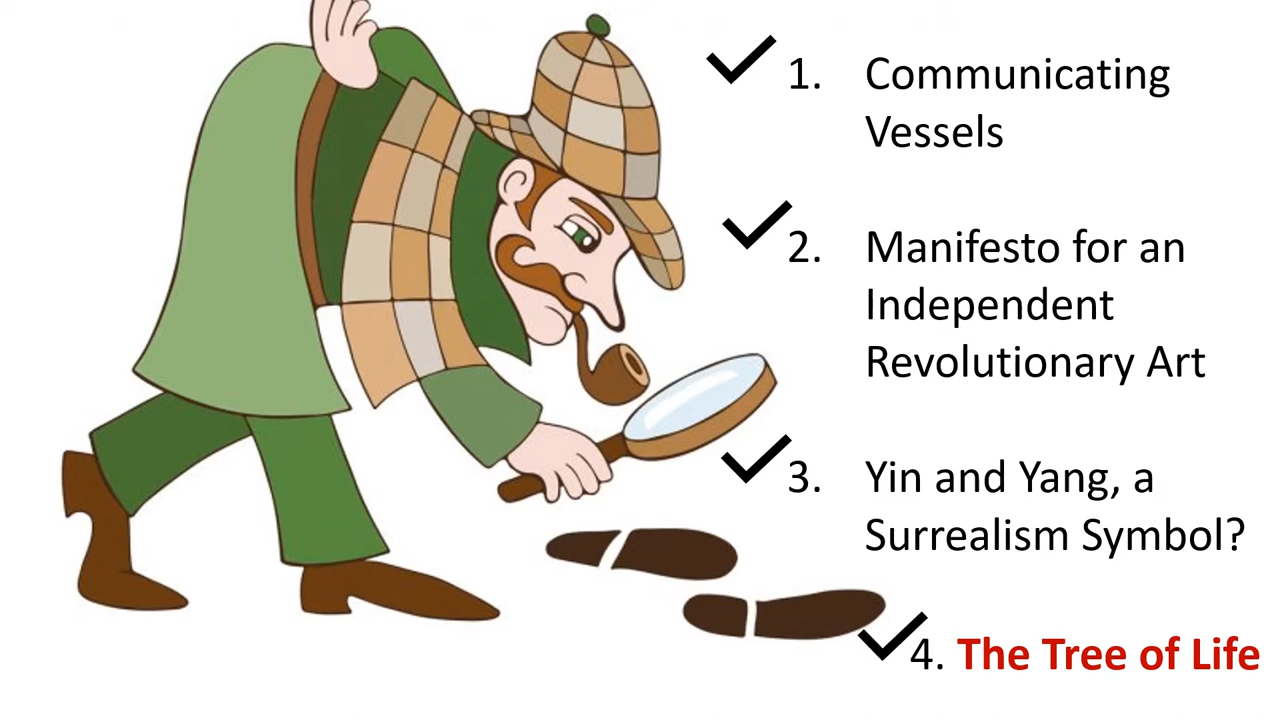 1. Communicating
Vessels
2. Manifesto for an
Independent
Revolutionary Art
3. Yin and Yang, a
Surrealism Symbol?
4. The Tree of Life